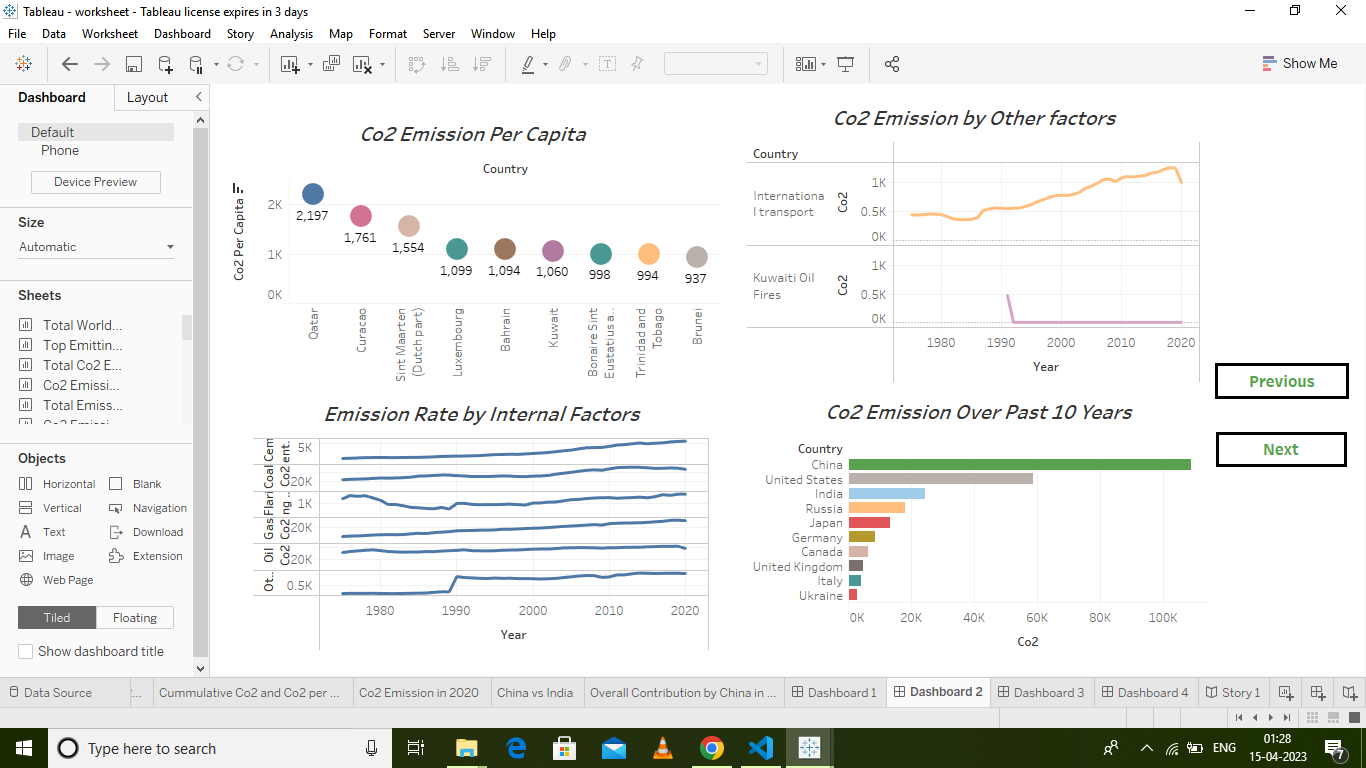 Tableau - worksheet - Tableau license expires in 3 days
File Data Worksheet Dashboard Story Analysis Map Format Server Window Help
Show Me
Dashboard Layout
Default
Phone
Device Preview
Size
Automatic
Sheets
Total World...
Top Emittin...
Total Co2 E...
Co2 Emissi...
Total Emiss...
Objects
Horizontal Blank
Vertical Navigation
Text Download
Image Extension
Web Page
Tiled Floating
Show dashboard title
Co2 Emission Per Capita
Country
Co2 Per Capita
2K
1K
0K
2,197
1,761
1,554
1,099
1,094
1,060
998
994
937
Qatar
Curacao
Sint Maarten
(Dutch part)
Luxembourg
Bahrain
Kuwait
Bonaire Sint
Eustatius a..
Trinidad and
Tobago
Brunei
Co2 Emission by Other factors
Country
Internationa
l transport
Co2
1K
0.5K
0K
Kuwaiti Oil
Fires
Co2
1K
0.5K
0K
1980 1990 2000 2010 2020
Year
Emission Rate by Internal Factors
Cem
ent..
5K
Coal
Co2
20K
Flari
ng ..
1K
Gas
Co2
20K
Oil
Co2
20K
Ot..
0.5K
1980 1990 2000 2010 2020
Year
Co2 Emission Over Past 10 Years
Country
China
United States
India
Russia
Japan
Germany
Canada
United Kingdom
Italy
Ukraine
0K 20K 40K 60K 80K 100K
Co2
Previous
Next
Data Source
Cummulative Co2 and Co2 per ...
Co2 Emission in 2020
China vs India
Overall Contribution by China in ...
Dashboard 1
Dashboard 2
Dashboard 3
Dashboard 4
Story 1
Type here to search
ENG
01:28
15-04-2023
7